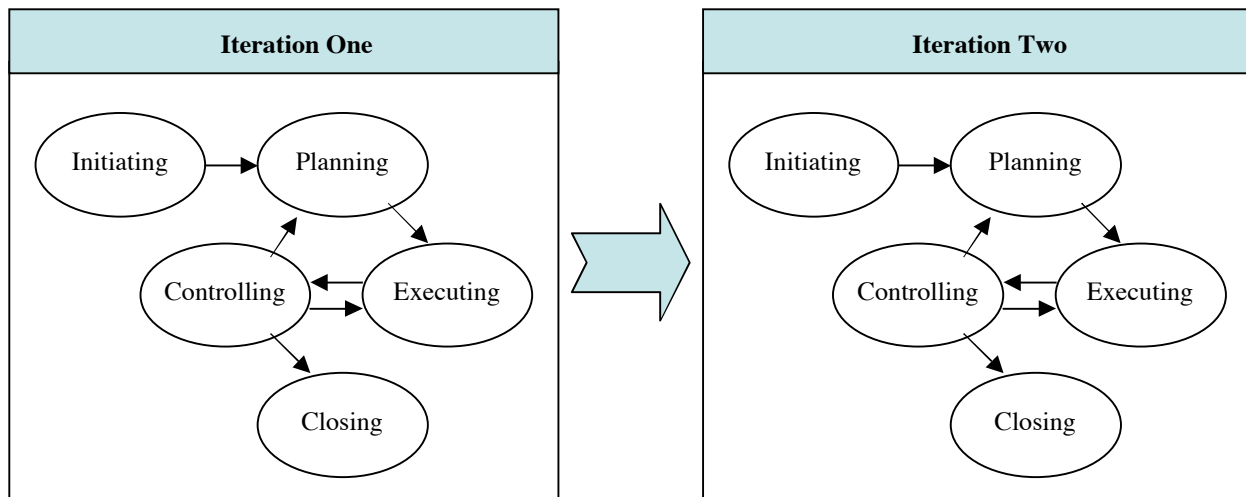 Iteration One
Initiating
Planning
Controlling
Executing
Closing
Iteration Two
Initiating
Planning
Controlling
Executing
Closing